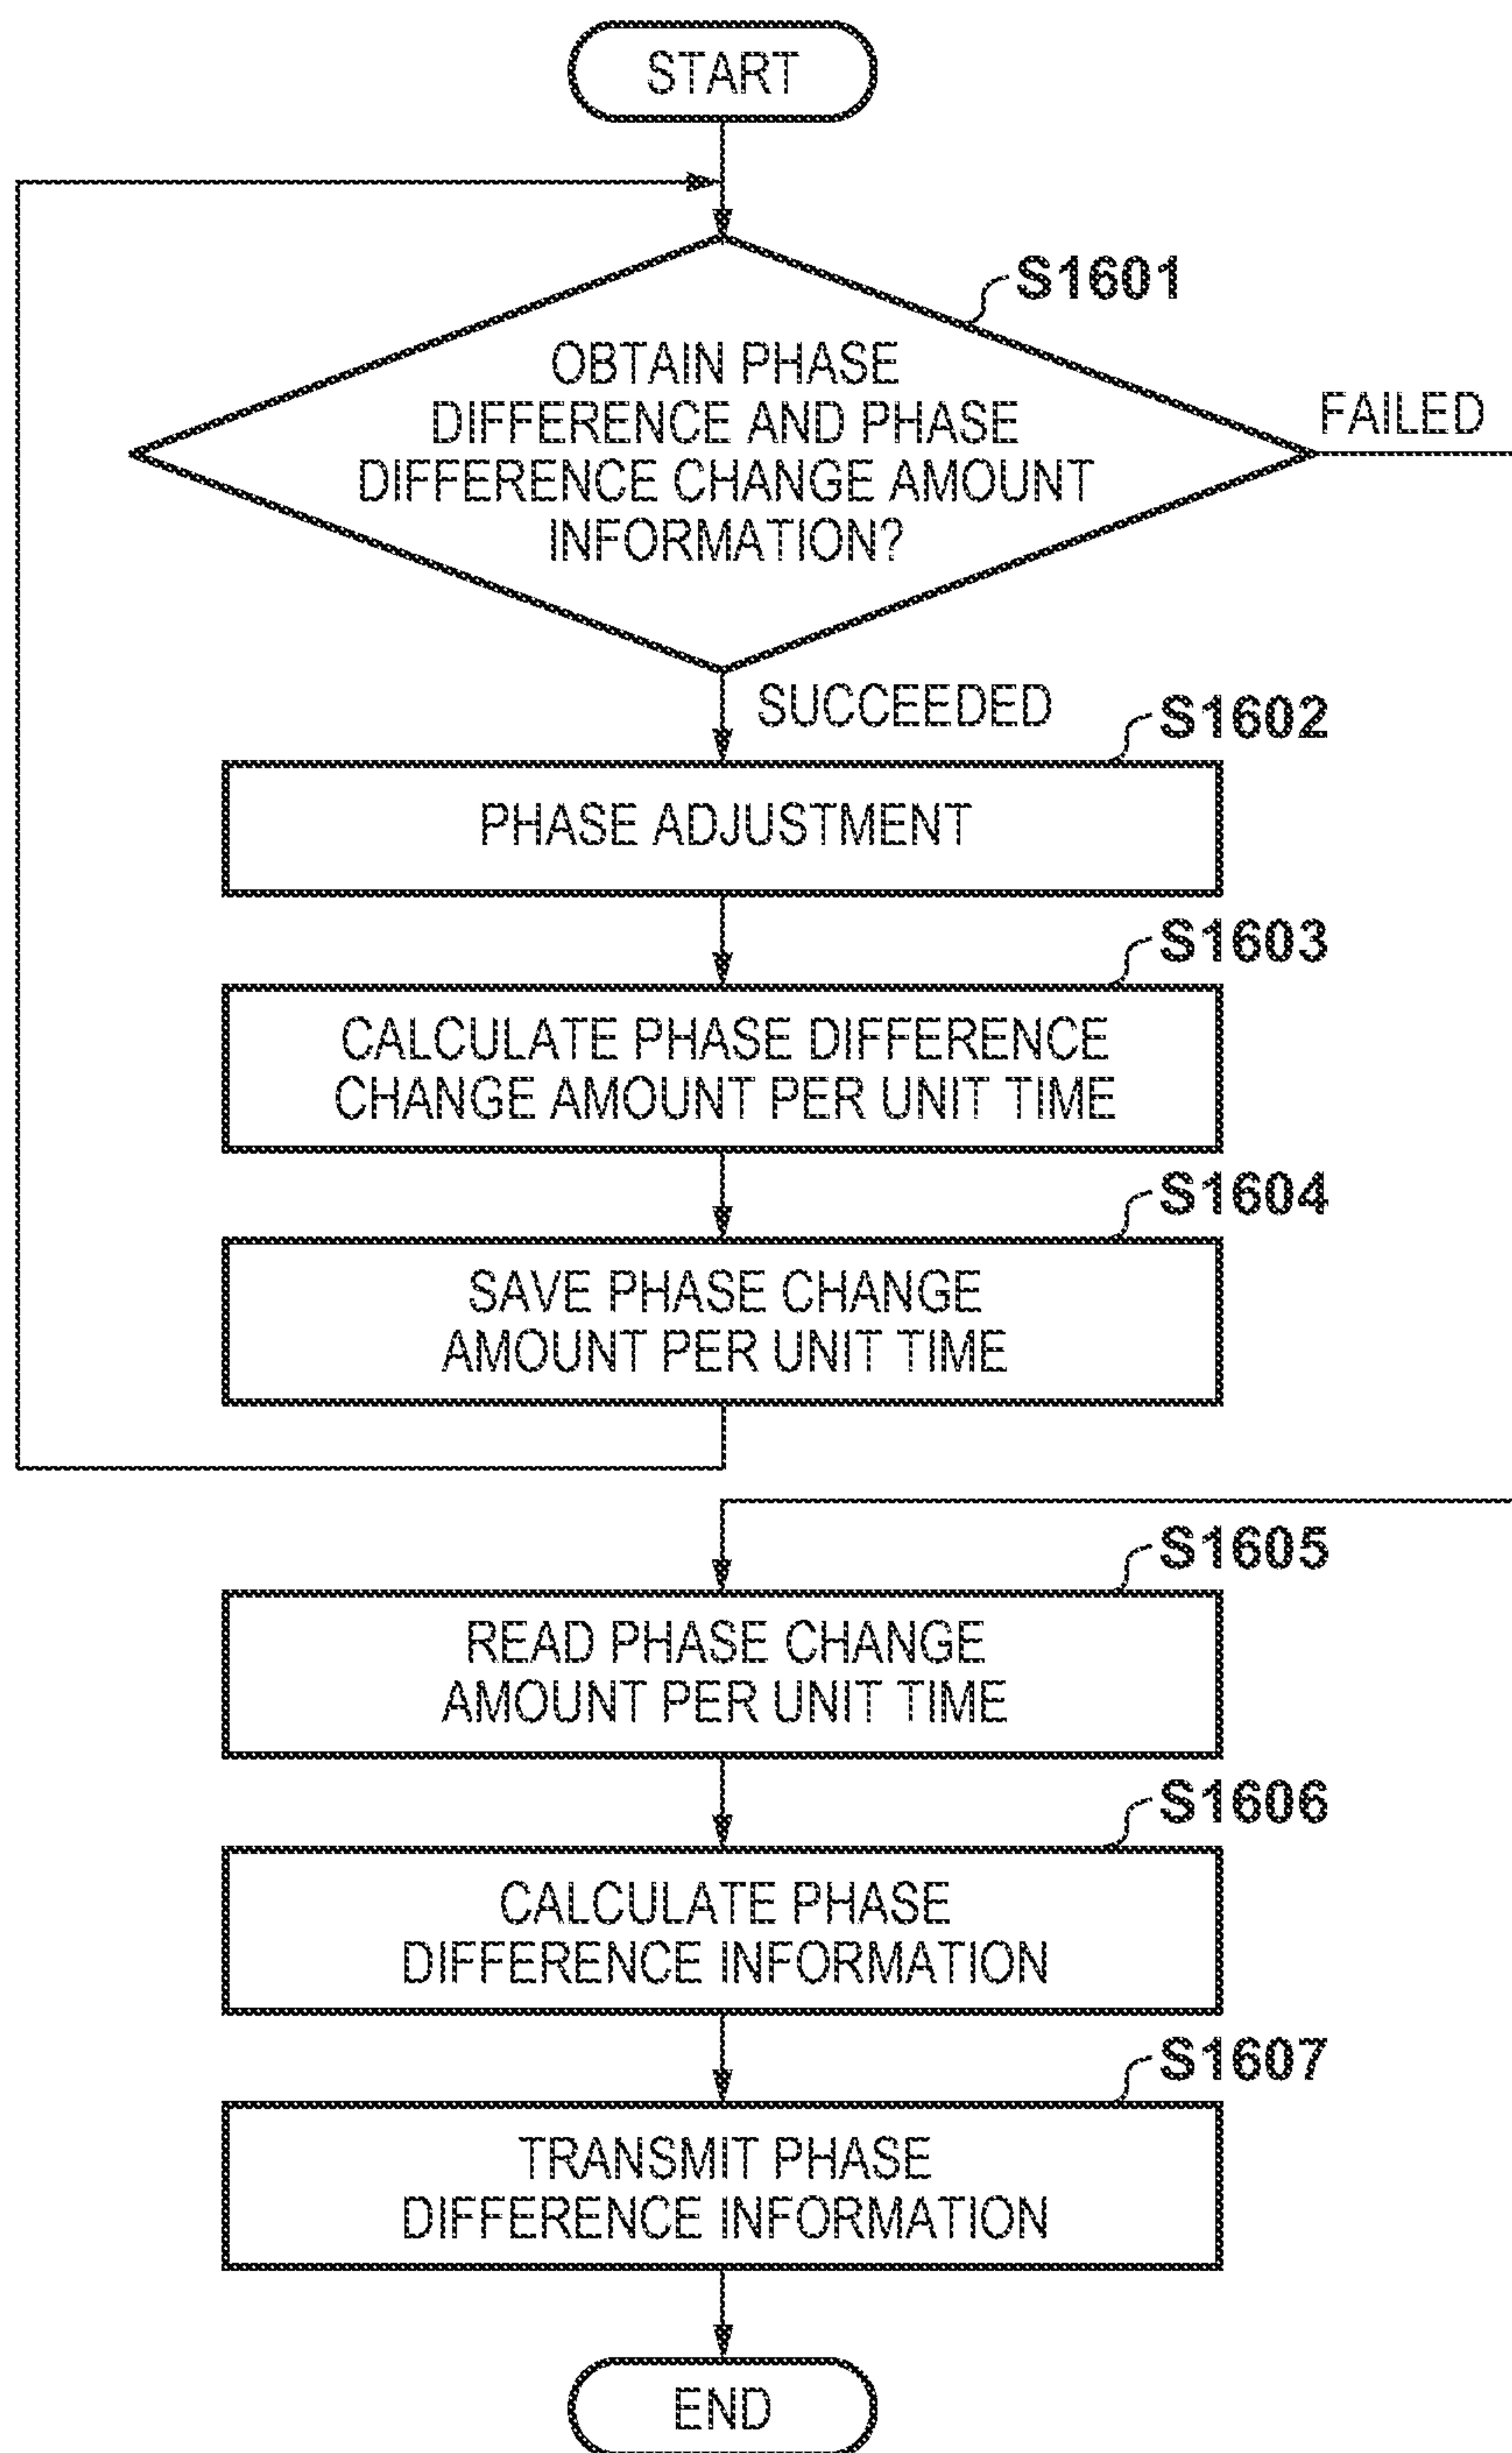 START
S1601
OBTAIN PHASE
DIFFERENCE AND PHASE
DIFFERENCE CHANGE AMOUNT
INFORMATION?
FAILED
SUCCEEDED
S1602
PHASE ADJUSTMENT
S1603
CALCULATE PHASE DIFFERENCE
CHANGE AMOUNT PER UNIT TIME
S1604
SAVE PHASE CHANGE
AMOUNT PER UNIT TIME
S1605
READ PHASE CHANGE
AMOUNT PER UNIT TIME
S1606
CALCULATE PHASE
DIFFERENCE INFORMATION
S1607
TRANSMIT PHASE
DIFFERENCE INFORMATION
END